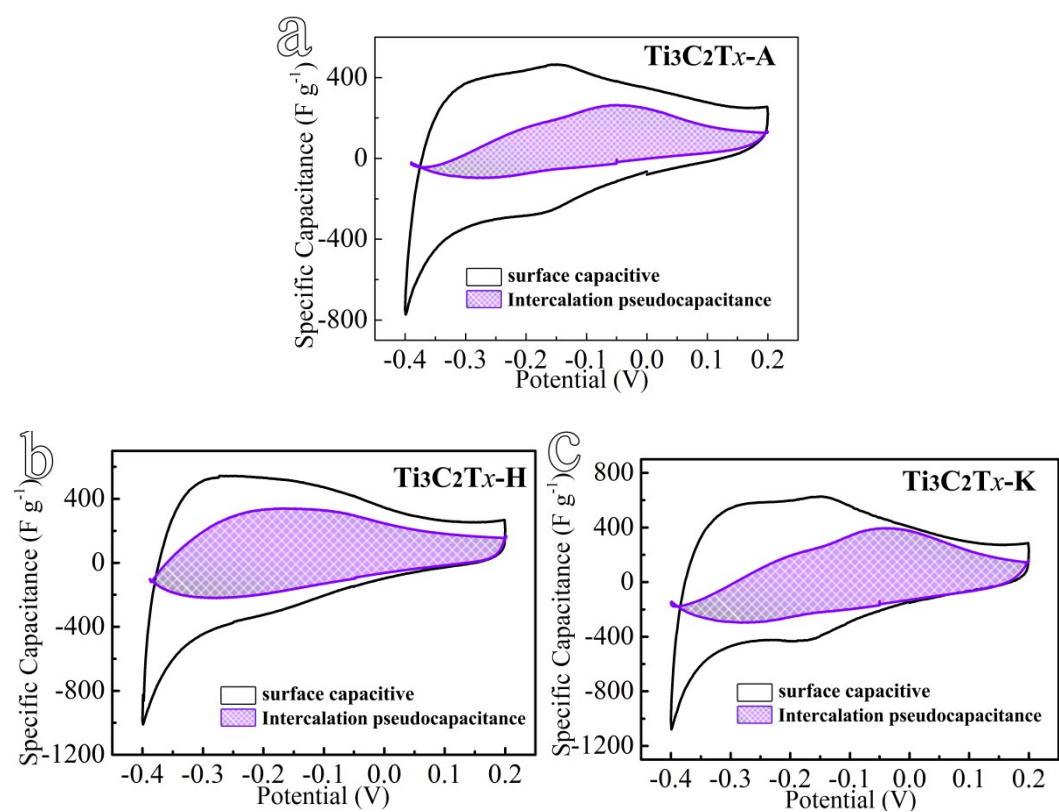 a
Ti3C2Tx-A
Specific Capacitance (F g-1)
400
0
-400
-800
surface capacitive
Intercalation pseudocapacitance
-0.4 -0.3 -0.2 -0.1 0.0 0.1 0.2
Potential (V)
b
Ti3C2Tx-H
Specific Capacitance (F g-1)
400
0
-400
-800
-1200
surface capacitive
Intercalation pseudocapacitance
-0.4 -0.3 -0.2 -0.1 0.0 0.1 0.2
Potential (V)
c
Ti3C2Tx-K
Specific Capacitance (F g-1)
800
400
0
-400
-800
-1200
surface capacitive
Intercalation pseudocapacitance
-0.4 -0.3 -0.2 -0.1 0.0 0.1 0.2
Potential (V)